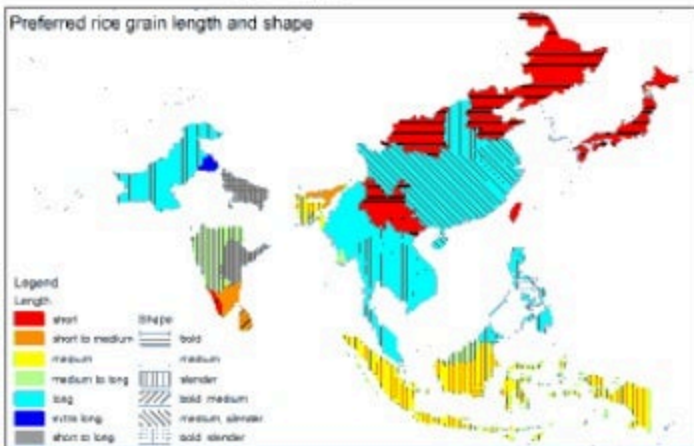 Preferred rice grain length and shape
Legend
Length
short
short to medium
medium
medium to long
long
extra long
short to long
Shape
bold
medium
slender
bold medium
medium, slender
bold slender